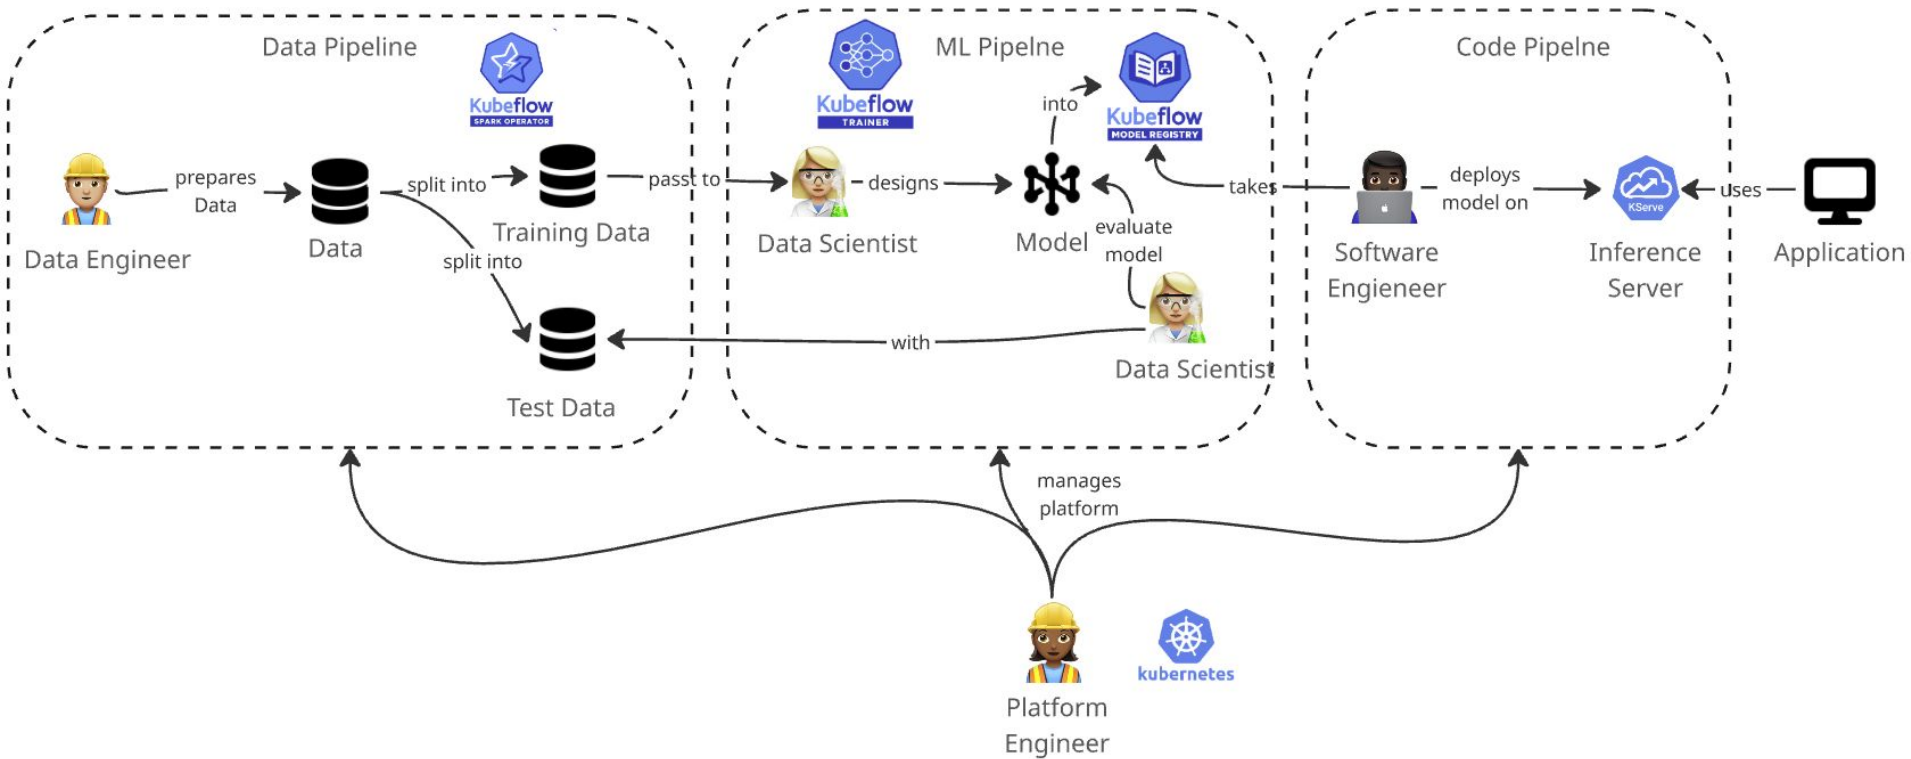 Data Pipeline
Kubeflow
SPARK OPERATOR
prepares
Data
Data Engineer
Data
split into
split into
Training Data
Test Data
passt to
ML Pipelne
Kubeflow
TRAINER
into
Kubeflow
MODEL REGISTRY
Data Scientist
designs
Model
evaluate
model
with
Data Scientist
takes
Code Pipelne
Software
Engieneer
deploys
model on
KServe
Inference
Server
uses
Application
manages
platform
Platform
Engineer
kubernetes